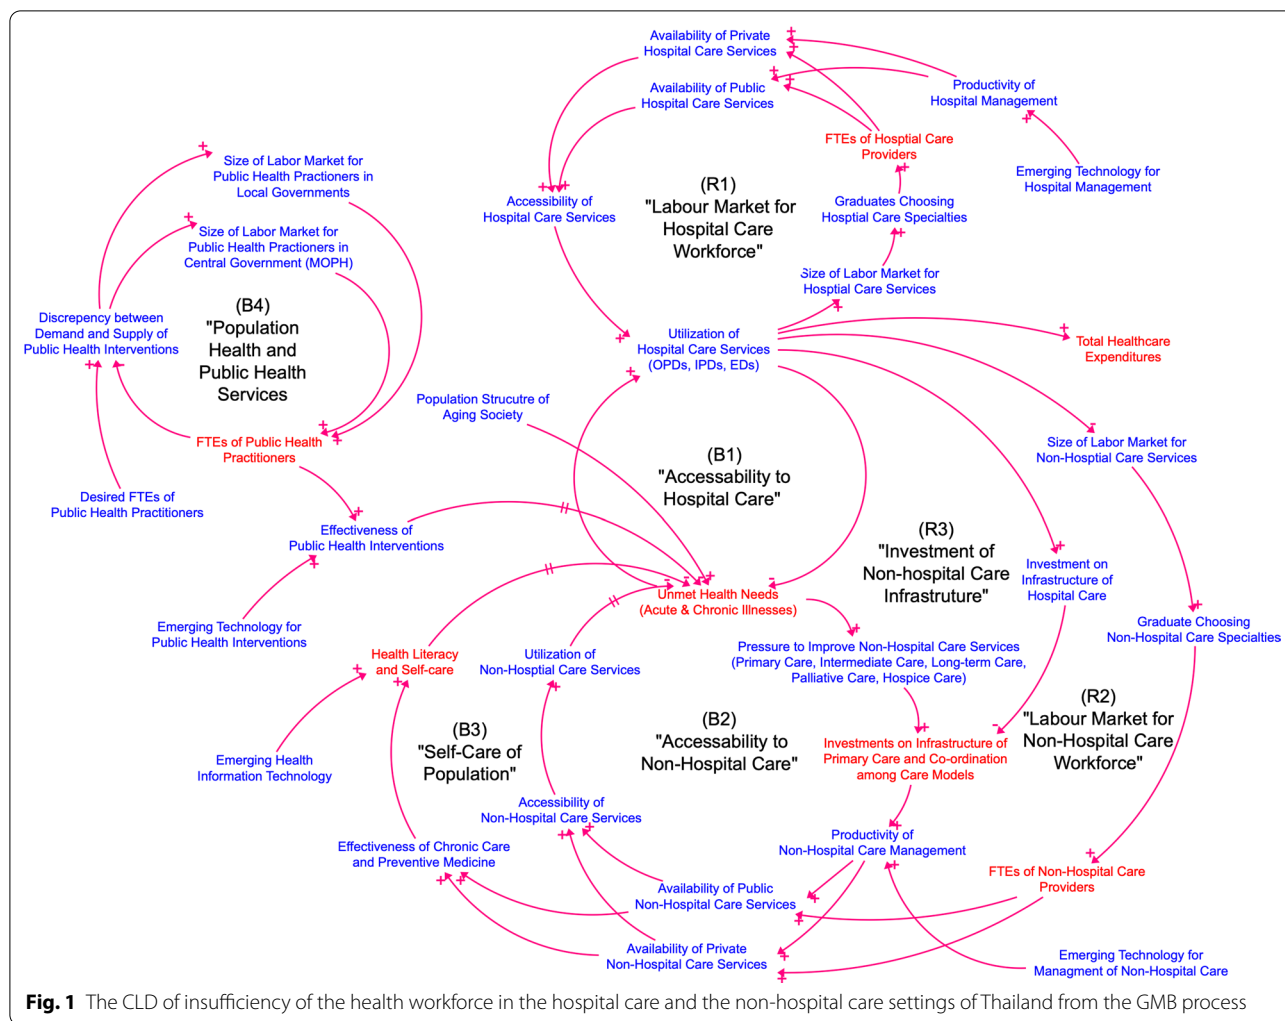 Availability of Private
Hospital Care Services
Availability of Public
Hospital Care Services
Productivity of
Hospital Management
FTEs of Hosptial Care
Providers
Emerging Technology for
Hospital Management
Size of Labor Market for
Public Health Practioners in
Local Governments
Accessibility of
Hospital Care Services
(R1)
"Labour Market for
Hospital Care
Workforce"
Graduates Choosing
Hosptial Care Specialties
Size of Labor Market for
Public Health Practioners in
Central Government (MOPH)
Size of Labor Market for
Hosptial Care Services
(B4)
"Population
Health and
Public Health
Services
Discrepency between
Demand and Supply of
Public Health Interventions
Utilization of
Hospital Care Services
(OPDs, IPDs, EDs)
Total Healthcare
Expenditures
Population Strucutre of
Aging Society
FTEs of Public Health
Practitioners
(B1)
"Accessability to
Hospital Care"
Size of Labor Market for
Non-Hosptial Care Services
Desired FTEs of
Public Health Practitioners
Effectiveness of
Public Health Interventions
(R3)
"Investment of
Non-hospital Care
Infrastruture"
Investment on
Infrastructure of
Hospital Care
Unmet Health Needs
(Acute & Chronic Illnesses)
Emerging Technology for
Public Health Interventions
Graduate Choosing
Non-Hospital Care Specialties
Health Literacy
and Self-care
Utilization of
Non-Hosptial Care Services
Pressure to Improve Non-Hospital Care Services
(Primary Care, Intermediate Care, Long-term Care,
Palliative Care, Hospice Care)
(R2)
"Labour Market for
Non-Hospital Care
Workforce"
(B3)
"Self-Care of
Population"
(B2)
"Accessability to
Non-Hospital Care"
Investments on Infrastructure of
Primary Care and Co-ordination
among Care Models
Emerging Health
Information Technology
Accessibility of
Non-Hospital Care Services
Effectiveness of Chronic Care
and Preventive Medicine
Productivity of
Non-Hospital Care Management
FTEs of Non-Hospital Care
Providers
Availability of Public
Non-Hospital Care Services
Availability of Private
Non-Hospital Care Services
Emerging Technology for
Managment of Non-Hospital Care
Fig. 1 The CLD of insufficiency of the health workforce in the hospital care and the non-hospital care settings of Thailand from the GMB process